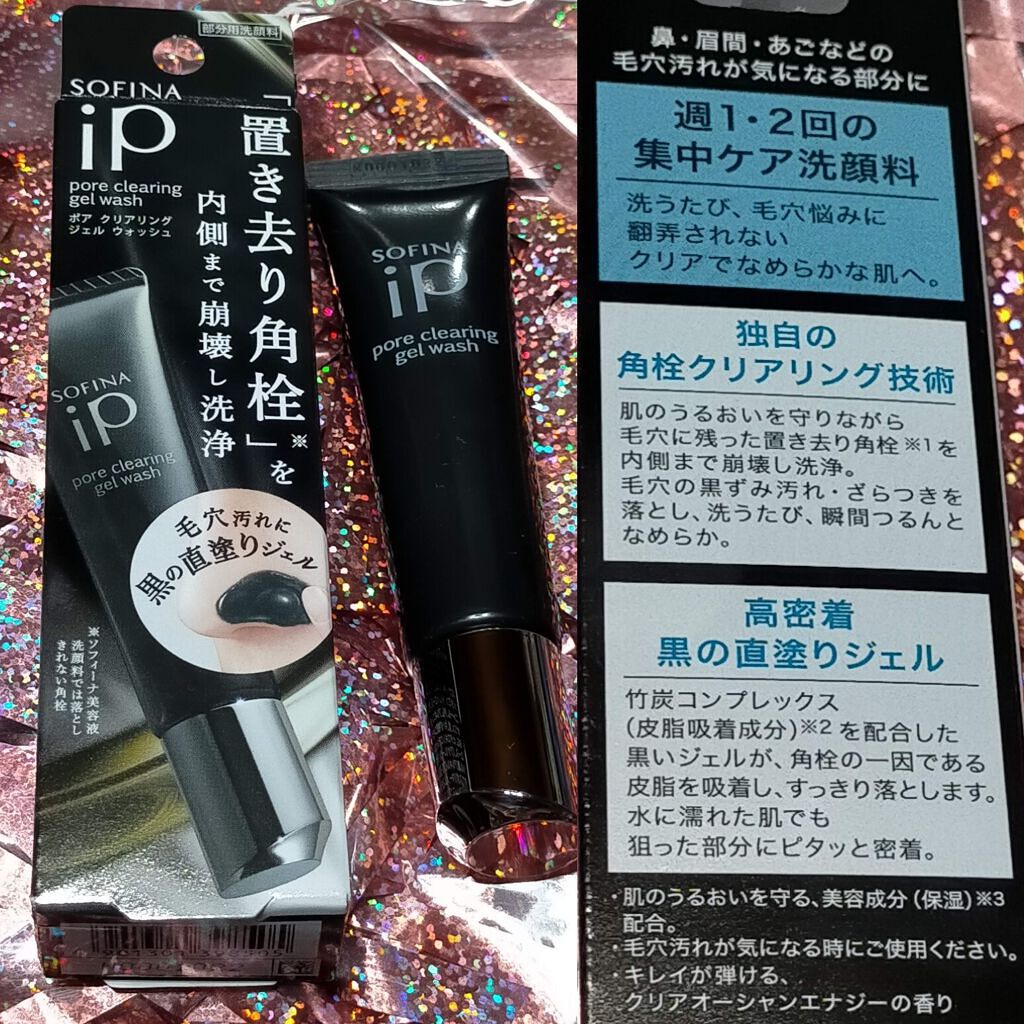 部分用洗顔料
SOFINA
iP
pore clearing
gel wash
ポア クリアリング
ジェル ウォッシュ
「置き去り角栓」※を
内側まで崩壊し洗浄
SOFINA
iP
pore clearing
gel wash
毛穴汚れに
黒の直塗りジェル
※ソフィーナ美容液
洗顔料では落とし
きれない角栓
SOFINA
iP
pore clearing
gel wash
鼻・眉間・あごなどの
毛穴汚れが気になる部分に
週1・2回の
集中ケア洗顔料
洗うたび、毛穴悩みに
翻弄されない
クリアでなめらかな肌へ。
独自の
角栓クリアリング技術
肌のうるおいを守りながら
毛穴に残った置き去り角栓※1を
内側まで崩壊し洗浄。
毛穴の黒ずみ汚れ・ざらつきを
落とし、洗うたび、瞬間つるんと
なめらか。
高密着
黒の直塗りジェル
竹炭コンプレックス
(皮脂吸着成分)※2を配合した
黒いジェルが、角栓の一因である
皮脂を吸着し、すっきり落とします。
水に濡れた肌でも
狙った部分にピタッと密着。
・肌のうるおいを守る、美容成分(保湿)※3
配合。
・毛穴汚れが気になる時にご使用ください。
・キレイが弾ける、
クリアオーシャンエナジーの香り